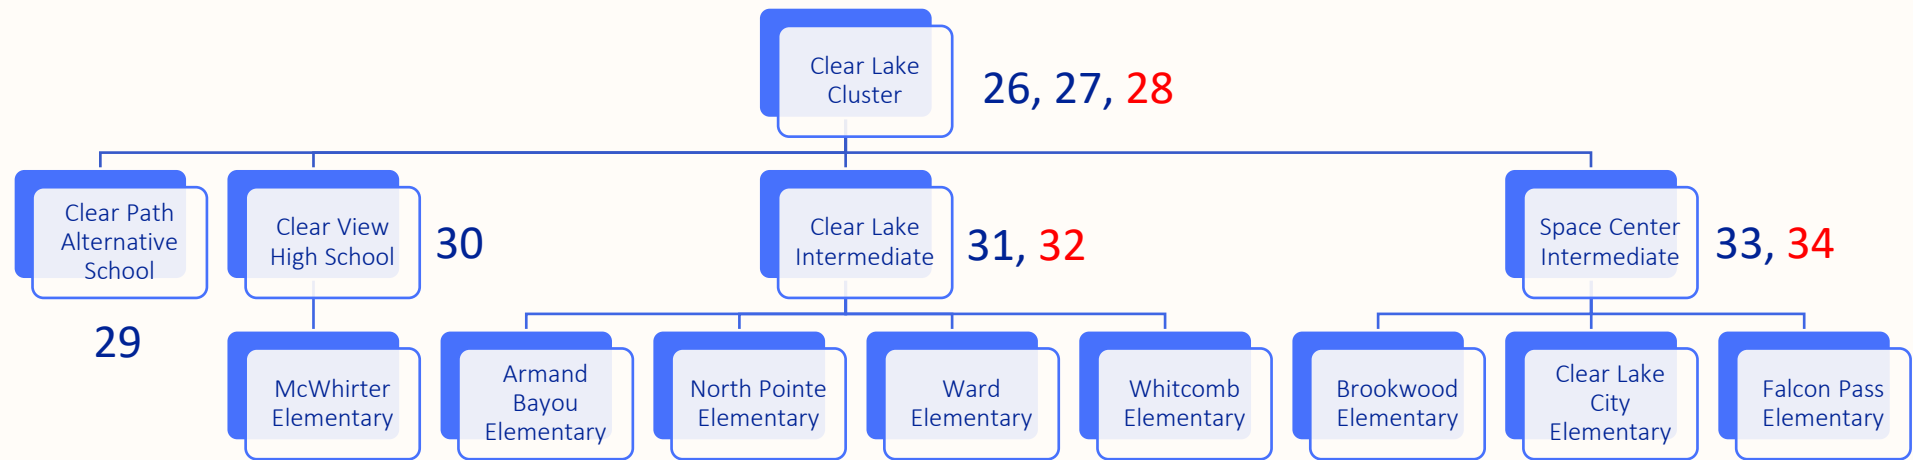 Clear Lake
Cluster
26, 27, 28
Clear Path
Alternative
School
29
Clear View
High School
30
Clear Lake
Intermediate
31, 32
Space Center
Intermediate
33, 34
McWhirter
Elementary
Armand
Bayou
Elementary
North Pointe
Elementary
Ward
Elementary
Whitcomb
Elementary
Brookwood
Elementary
Clear Lake
City
Elementary
Falcon Pass
Elementary